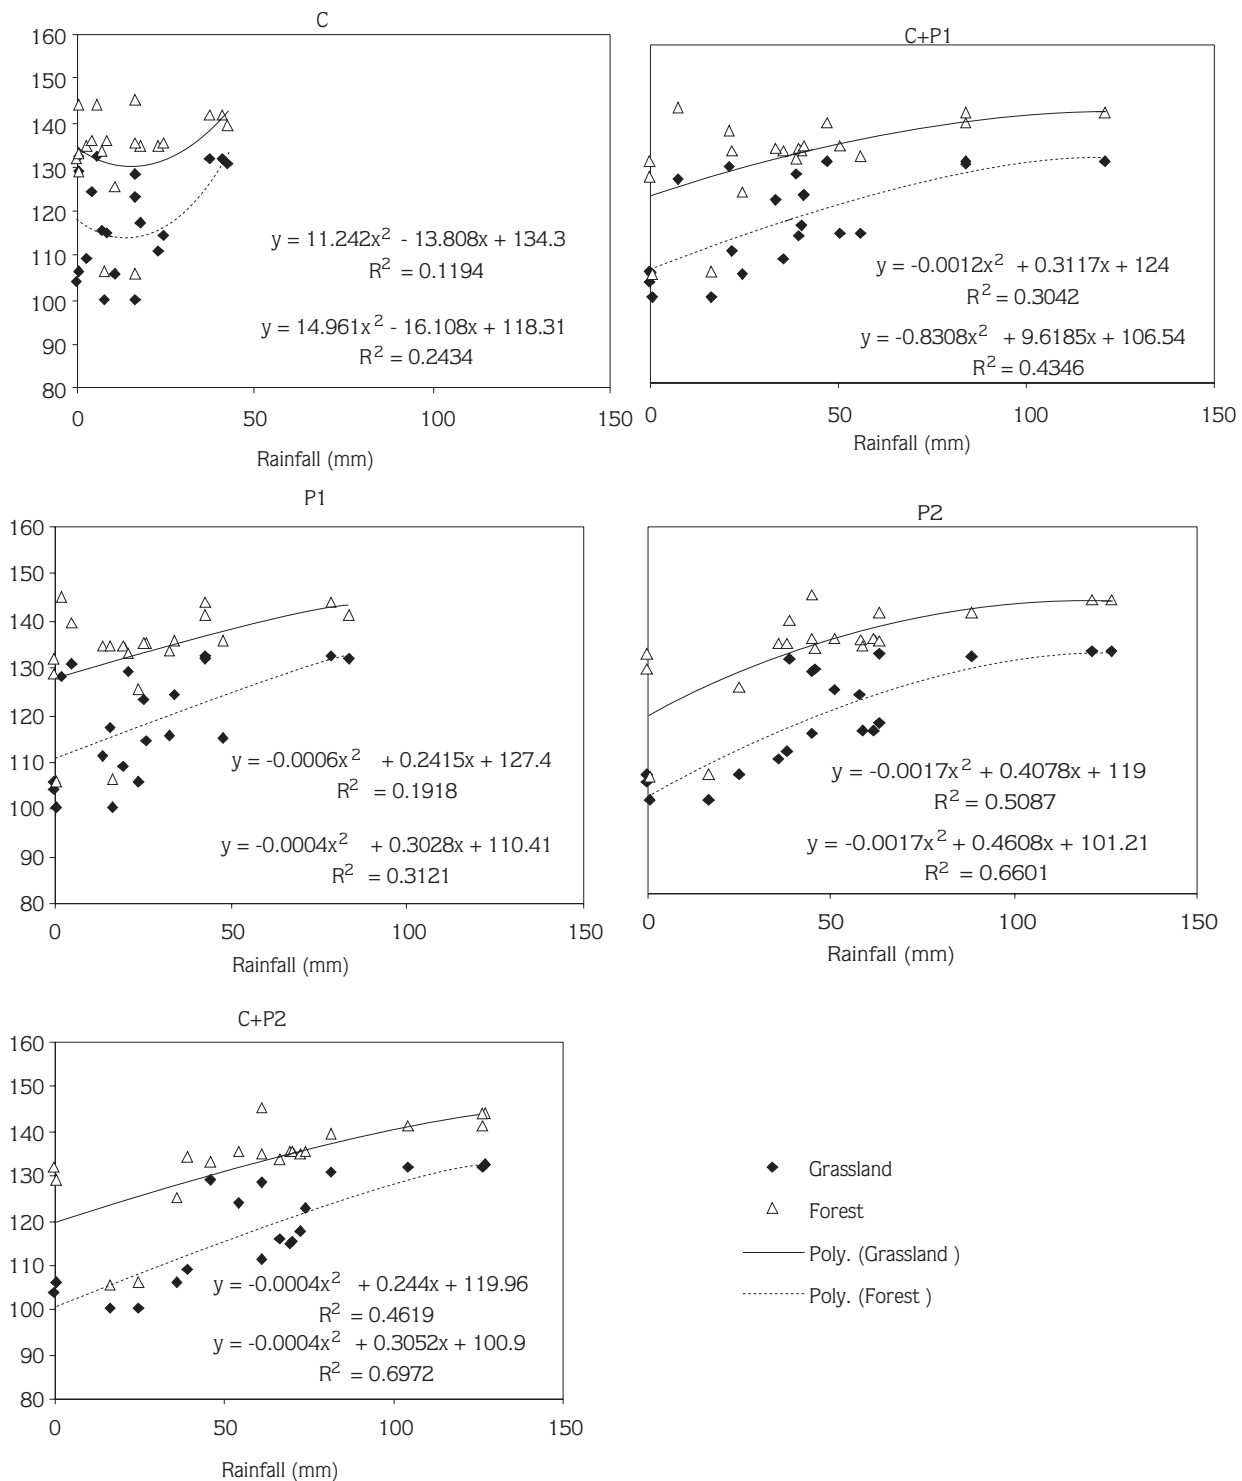 C
160
150
140
130
120
110
100
90
80
y = 11.242x² - 13.808x + 134.3
R² = 0.1194
y = 14.961x² - 16.108x + 118.31
R² = 0.2434
0 50 100 150
Rainfall (mm)
C+P1
y = -0.0012x² + 0.3117x + 124
R² = 0.3042
y = -0.8308x² + 9.6185x + 106.54
R² = 0.4346
0 50 100 150
Rainfall (mm)
P1
160
150
140
130
120
110
100
90
80
y = -0.0006x² + 0.2415x + 127.4
R² = 0.1918
y = -0.0004x² + 0.3028x + 110.41
R² = 0.3121
0 50 100 150
Rainfall (mm)
P2
y = -0.0017x² + 0.4078x + 119
R² = 0.5087
y = -0.0017x² + 0.4608x + 101.21
R² = 0.6601
0 50 100 150
Rainfall (mm)
C+P2
160
150
140
130
120
110
100
90
80
y = -0.0004x² + 0.244x + 119.96
R² = 0.4619
y = -0.0004x² + 0.3052x + 100.9
R² = 0.6972
0 50 100 150
Rainfall (mm)
Grassland
Forest
Poly. (Grassland )
Poly. (Forest )